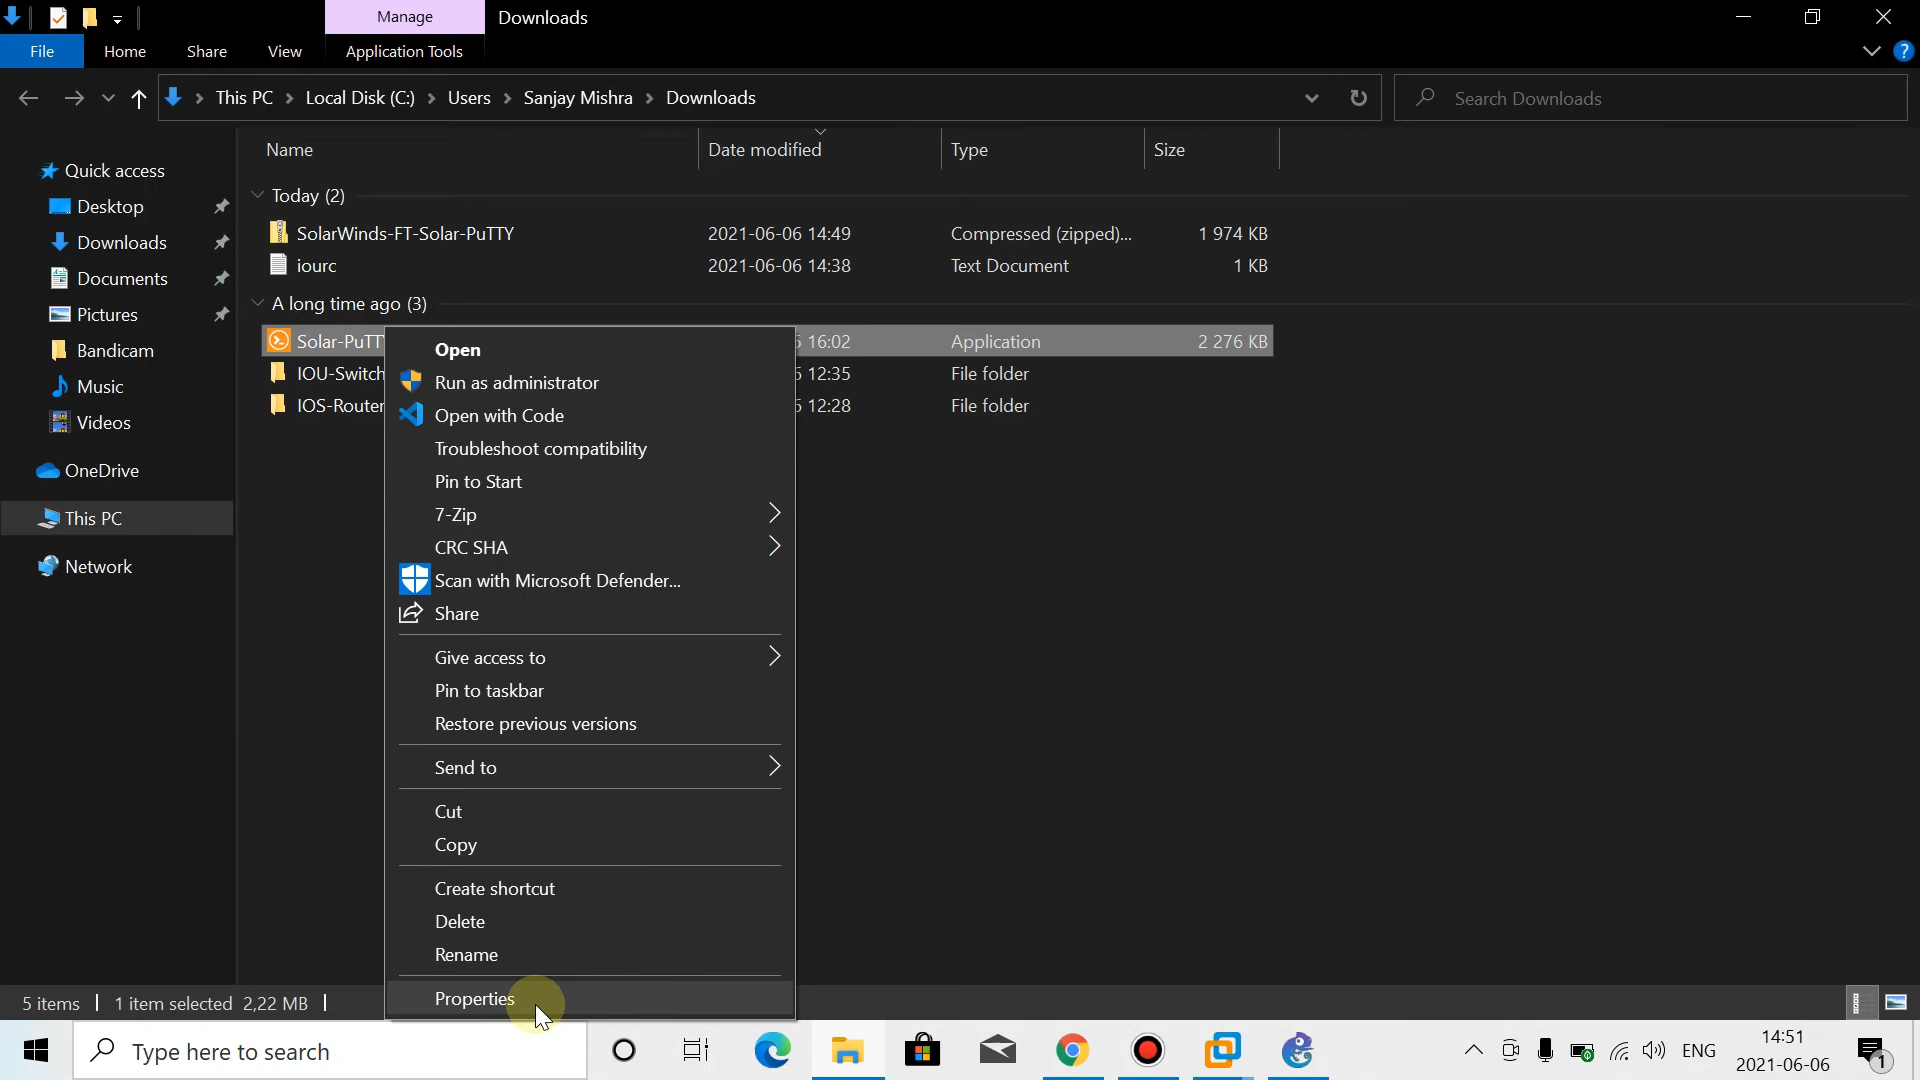 Manage
Downloads
File
Home
Share
View
Application Tools
?
This PC
Local Disk (C:)
Users
Sanjay Mishra
Downloads
Search Downloads
Name
Date modified
Type
Size
Quick access
Desktop
Downloads
Documents
Pictures
Bandicam
Music
Videos
OneDrive
This PC
Network
Today (2)
SolarWinds-FT-Solar-PuTTY
2021-06-06 14:49
Compressed (zipped)...
1 974 KB
iourc
2021-06-06 14:38
Text Document
1 KB
A long time ago (3)
Solar-PuTT
16:02
Application
2 276 KB
IOU-Switch
12:35
File folder
IOS-Router
12:28
File folder
Open
Run as administrator
Open with Code
Troubleshoot compatibility
Pin to Start
7-Zip
CRC SHA
Scan with Microsoft Defender...
Share
Give access to
Pin to taskbar
Restore previous versions
Send to
Cut
Copy
Create shortcut
Delete
Rename
Properties
5 items
1 item selected 2,22 MB
Type here to search
ENG
14:51
2021-06-06
1